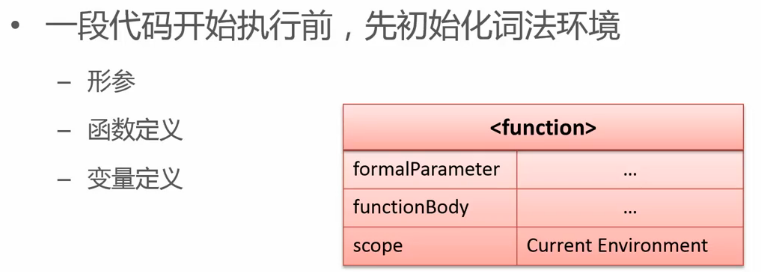 • 一段代码开始执行前，先初始化词法环境
– 形参
– 函数定义
– 变量定义
<function>
formalParameter ...
functionBody ...
scope Current Environment